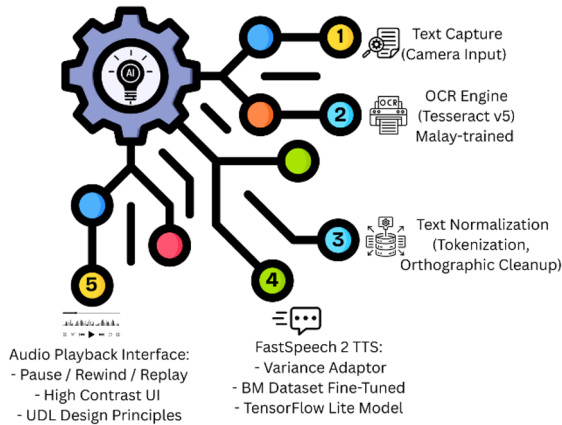 AI
1
Text Capture
(Camera Input)
2
OCR
OCR Engine
(Tesseract v5)
Malay-trained
3
Text Normalization
(Tokenization,
Orthographic Cleanup)
4
FastSpeech 2 TTS:
- Variance Adaptor
- BM Dataset Fine-Tuned
- TensorFlow Lite Model
5
Audio Playback Interface:
- Pause / Rewind / Replay
- High Contrast UI
- UDL Design Principles